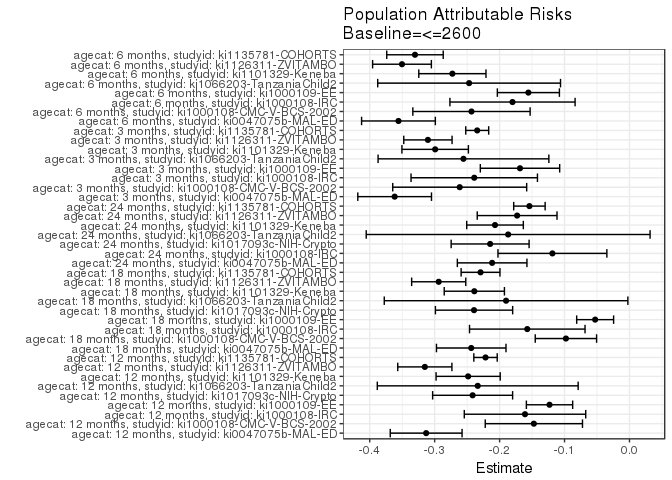 Population Attributable Risks
Baseline=<=2600
agecat: 6 months, studyid: ki1135781-COHORTS
agecat: 6 months, studyid: ki1126311-ZVITAMBO
agecat: 6 months, studyid: ki1101329-Keneba
agecat: 6 months, studyid: ki1066203-TanzaniaChild2
agecat: 6 months, studyid: ki1000109-EE
agecat: 6 months, studyid: ki1000108-IRC
agecat: 6 months, studyid: ki1000108-CMC-V-BCS-2002
agecat: 6 months, studyid: ki0047075b-MAL-ED
agecat: 3 months, studyid: ki1135781-COHORTS
agecat: 3 months, studyid: ki1126311-ZVITAMBO
agecat: 3 months, studyid: ki1101329-Keneba
agecat: 3 months, studyid: ki1066203-TanzaniaChild2
agecat: 3 months, studyid: ki1000109-EE
agecat: 3 months, studyid: ki1000108-IRC
agecat: 3 months, studyid: ki1000108-CMC-V-BCS-2002
agecat: 3 months, studyid: ki0047075b-MAL-ED
agecat: 24 months, studyid: ki1135781-COHORTS
agecat: 24 months, studyid: ki1126311-ZVITAMBO
agecat: 24 months, studyid: ki1101329-Keneba
agecat: 24 months, studyid: ki1066203-TanzaniaChild2
agecat: 24 months, studyid: ki1017093c-NIH-Crypto
agecat: 24 months, studyid: ki1000108-IRC
agecat: 24 months, studyid: ki0047075b-MAL-ED
agecat: 18 months, studyid: ki1135781-COHORTS
agecat: 18 months, studyid: ki1126311-ZVITAMBO
agecat: 18 months, studyid: ki1101329-Keneba
agecat: 18 months, studyid: ki1066203-TanzaniaChild2
agecat: 18 months, studyid: ki1017093c-NIH-Crypto
agecat: 18 months, studyid: ki1000109-EE
agecat: 18 months, studyid: ki1000108-IRC
agecat: 18 months, studyid: ki1000108-CMC-V-BCS-2002
agecat: 18 months, studyid: ki0047075b-MAL-ED
agecat: 12 months, studyid: ki1135781-COHORTS
agecat: 12 months, studyid: ki1126311-ZVITAMBO
agecat: 12 months, studyid: ki1101329-Keneba
agecat: 12 months, studyid: ki1066203-TanzaniaChild2
agecat: 12 months, studyid: ki1017093c-NIH-Crypto
agecat: 12 months, studyid: ki1000109-EE
agecat: 12 months, studyid: ki1000108-IRC
agecat: 12 months, studyid: ki1000108-CMC-V-BCS-2002
agecat: 12 months, studyid: ki0047075b-MAL-ED
-0.4 -0.3 -0.2 -0.1 0.0
Estimate